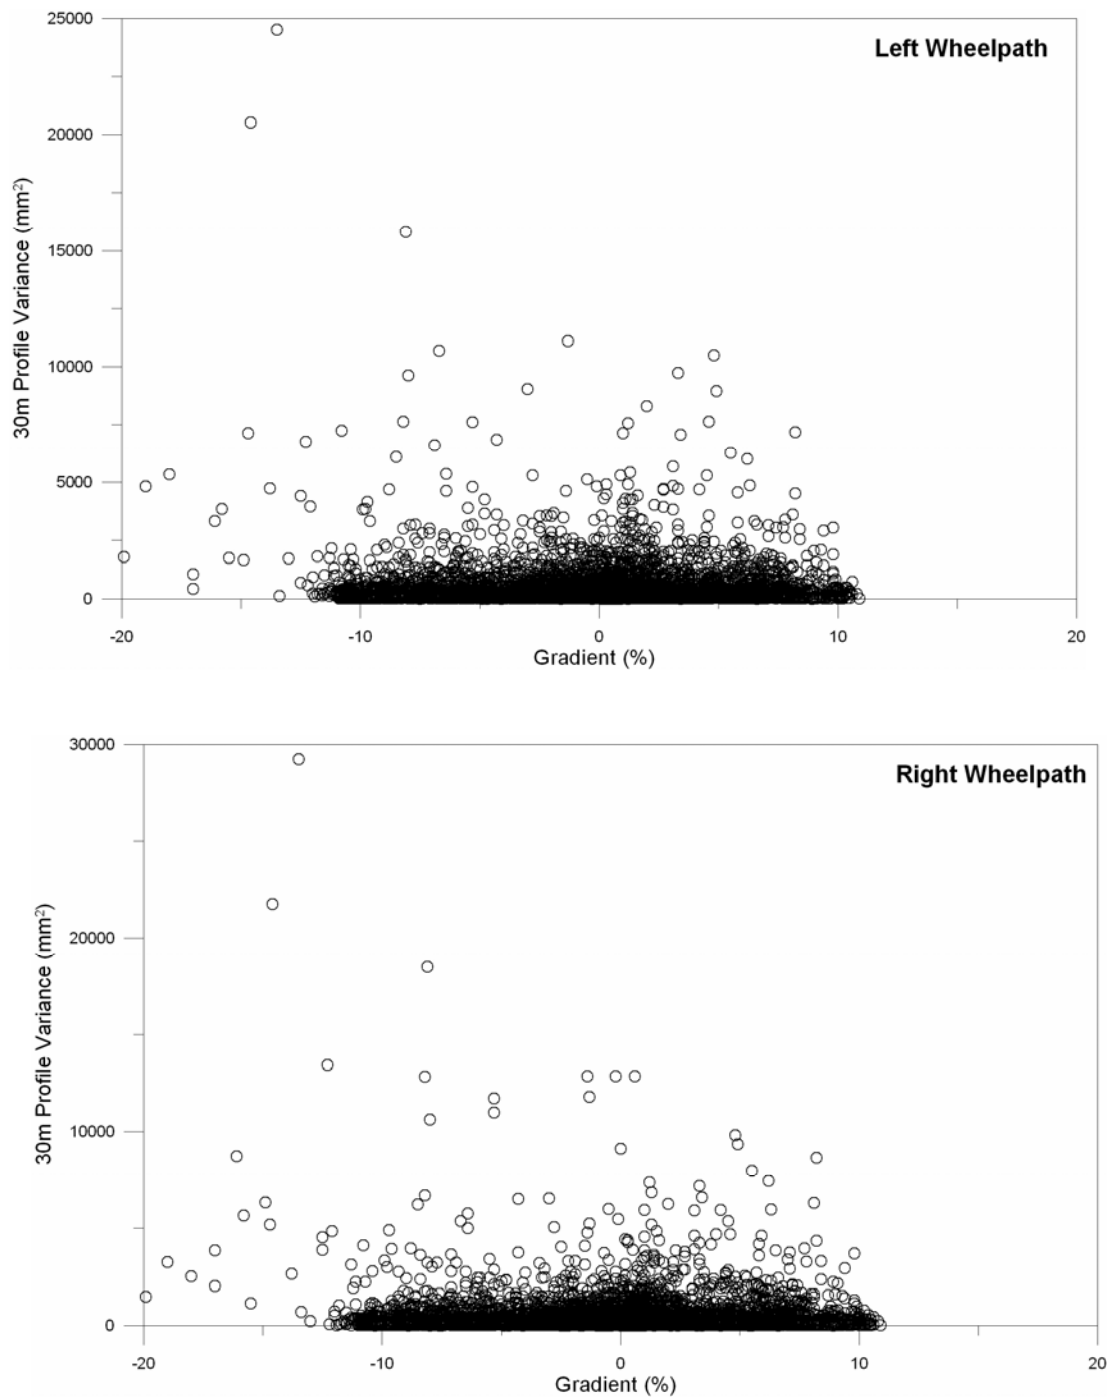 25000
Left Wheelpath
20000
15000
10000
5000
0
30m Profile Variance (mm²)
-20 -10 0 10 20
Gradient (%)
30000
Right Wheelpath
20000
10000
0
30m Profile Variance (mm²)
-20 -10 0 10 20
Gradient (%)